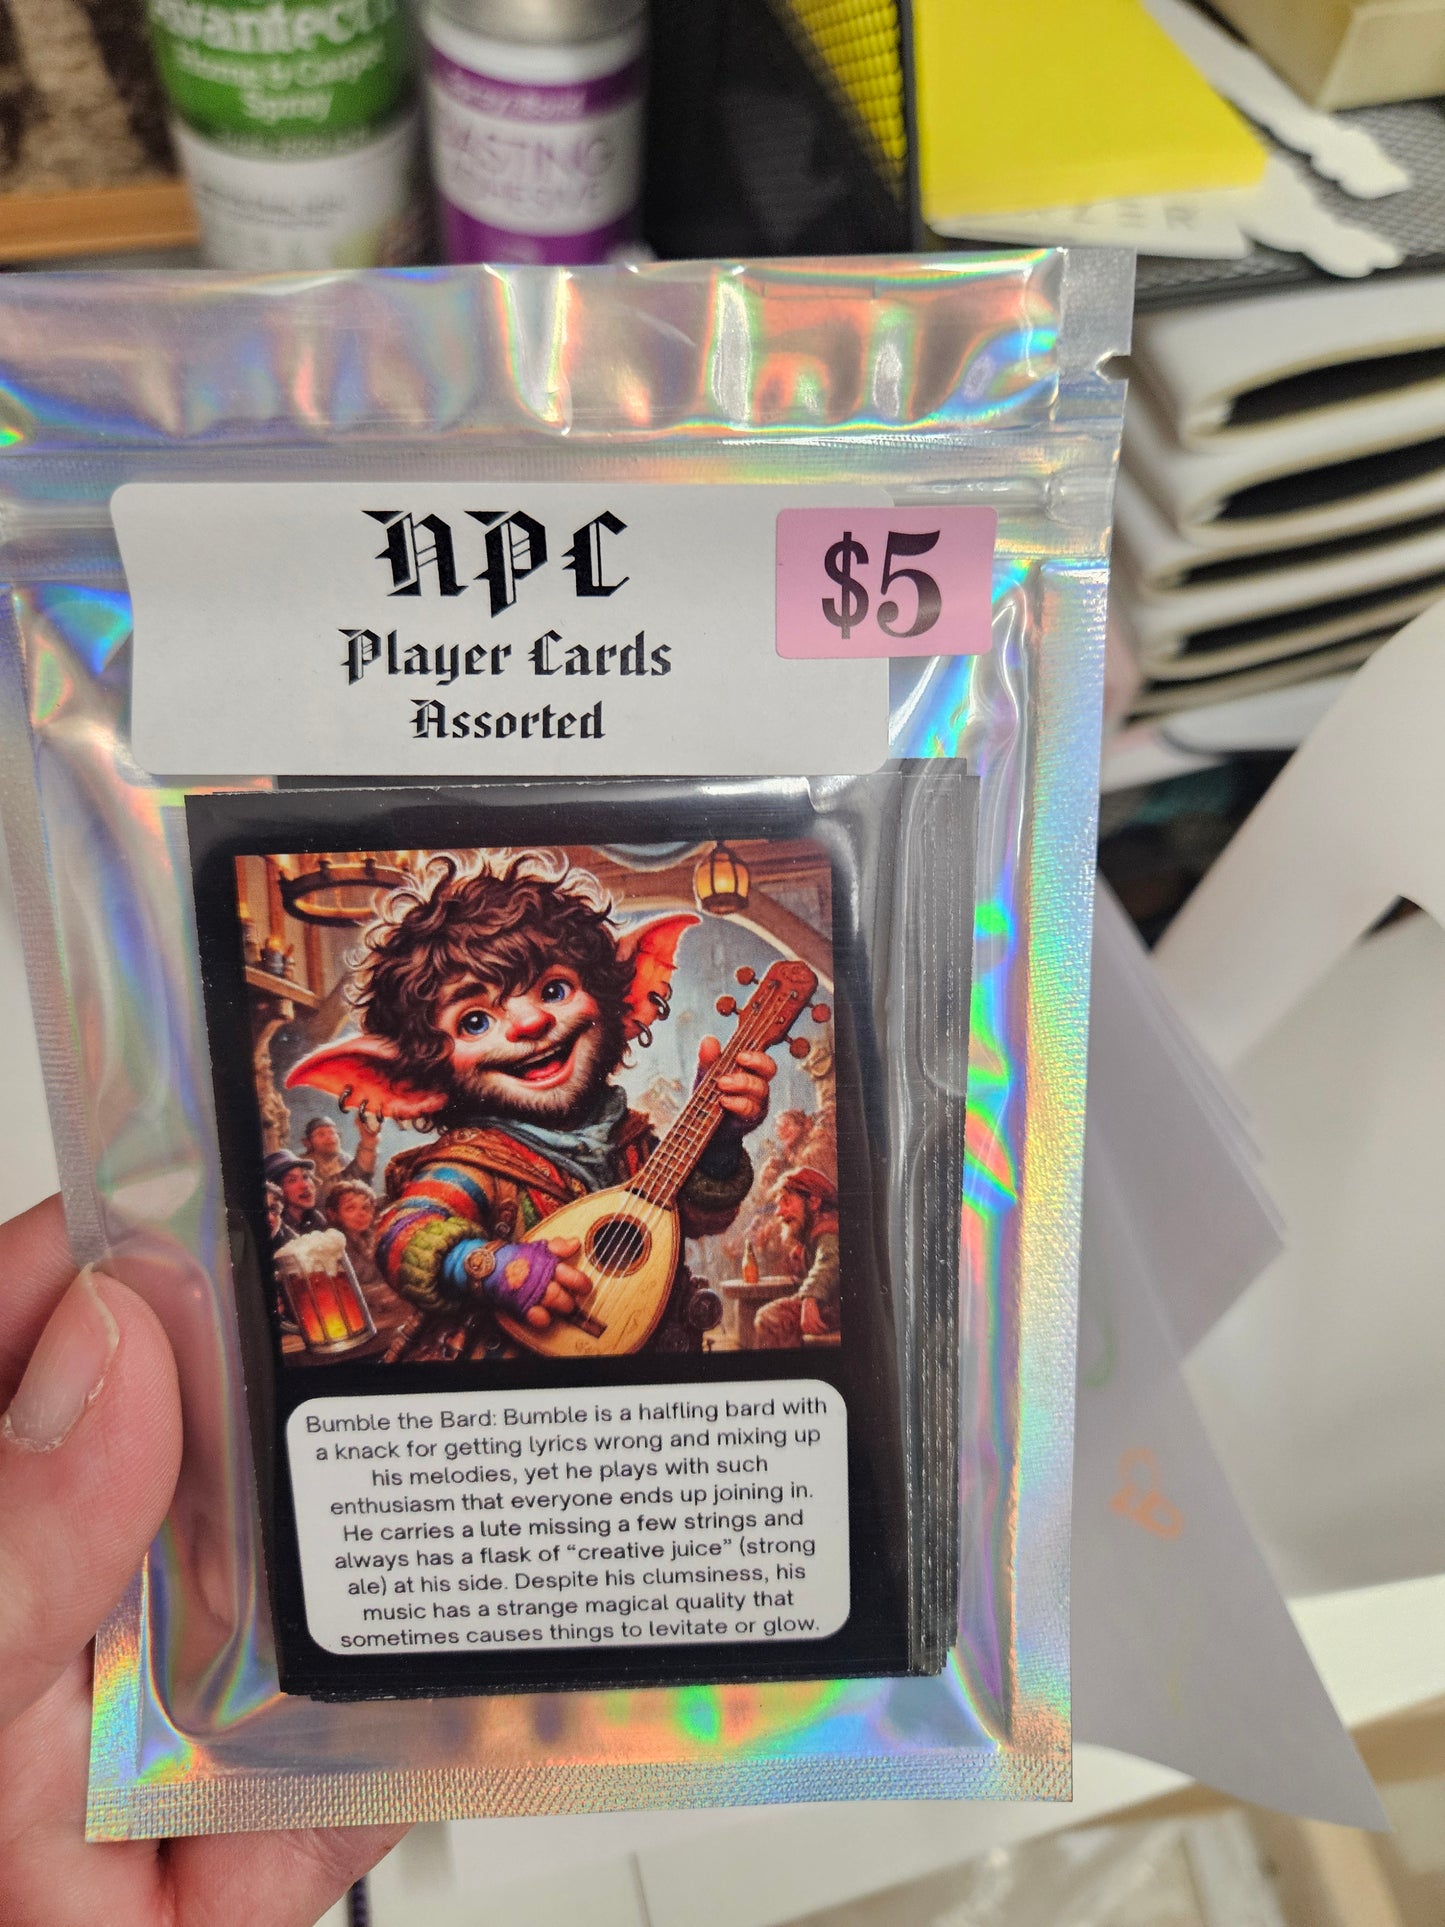 Spray
NPC
$5
Player Cards
Assorted
Bumble the Bard: Bumble is a halfling bard with
a knack for getting lyrics wrong and mixing up
his melodies, yet he plays with such
enthusiasm that everyone ends up joining in.
He carries a lute missing a few strings and
always has a flask of “creative juice” (strong
ale) at his side. Despite his clumsiness, his
music has a strange magical quality that
sometimes causes things to levitate or glow.